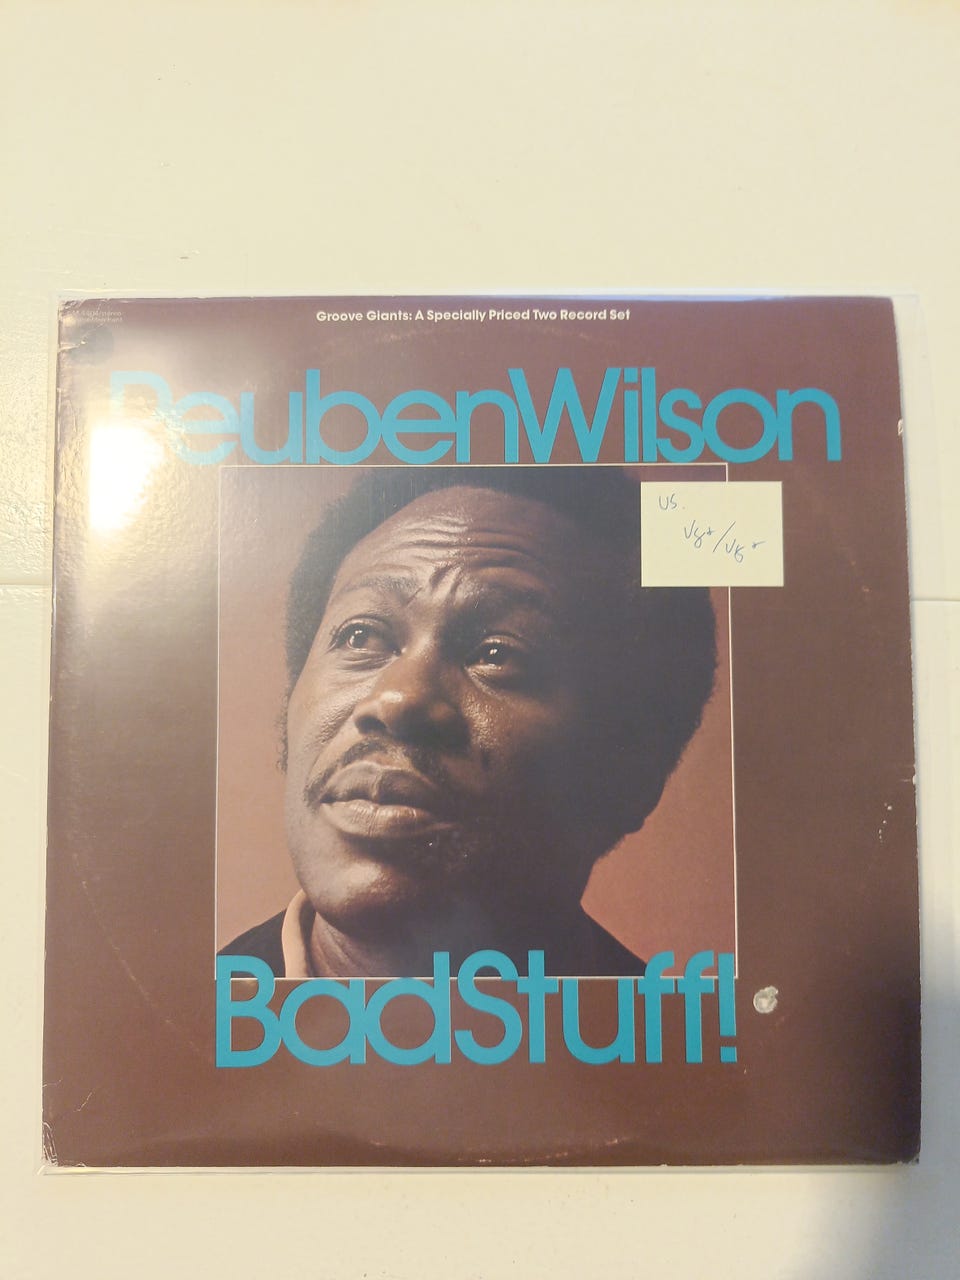 Groove Giants: A Specially Priced Two Record Set
ReubenWilson
US.
VG+/VG+
BadStuff!